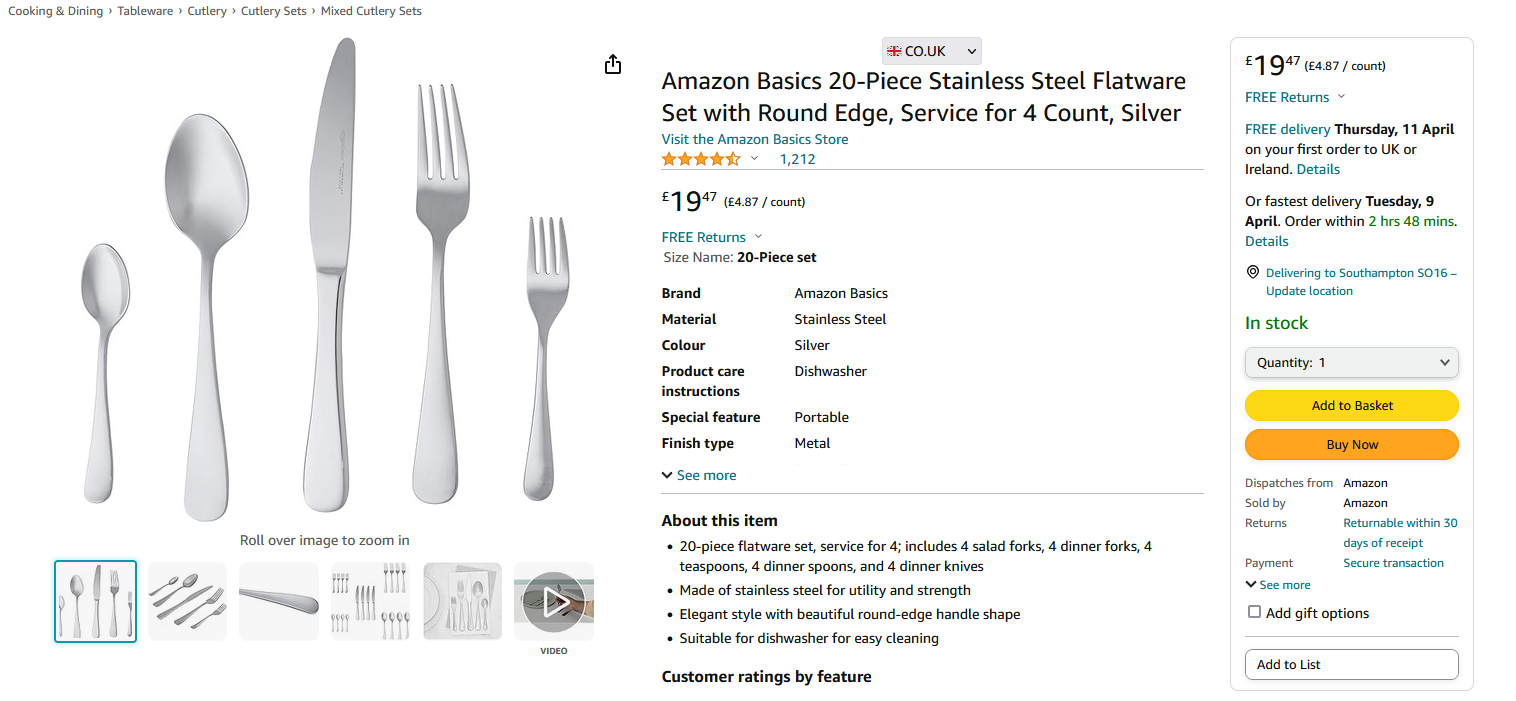 Cooking & Dining › Tableware › Cutlery › Cutlery Sets › Mixed Cutlery Sets
Roll over image to zoom in
VIDEO
CO.UK
Amazon Basics 20-Piece Stainless Steel Flatware
Set with Round Edge, Service for 4 Count, Silver
Visit the Amazon Basics Store
1,212
£1947 (£4.87 / count)
FREE Returns
Size Name: 20-Piece set
Brand Amazon Basics
Material Stainless Steel
Colour Silver
Product care Dishwasher
instructions
Special feature Portable
Finish type Metal
See more
About this item
• 20-piece flatware set, service for 4; includes 4 salad forks, 4 dinner forks, 4
teaspoons, 4 dinner spoons, and 4 dinner knives
• Made of stainless steel for utility and strength
• Elegant style with beautiful round-edge handle shape
• Suitable for dishwasher for easy cleaning
Customer ratings by feature
£1947 (£4.87 / count)
FREE Returns
FREE delivery Thursday, 11 April
on your first order to UK or
Ireland. Details
Or fastest delivery Tuesday, 9
April. Order within 2 hrs 48 mins.
Details
Delivering to Southampton SO16 –
Update location
In stock
Quantity: 1
Add to Basket
Buy Now
Dispatches from Amazon
Sold by Amazon
Returns Returnable within 30
days of receipt
Payment Secure transaction
See more
Add gift options
Add to List